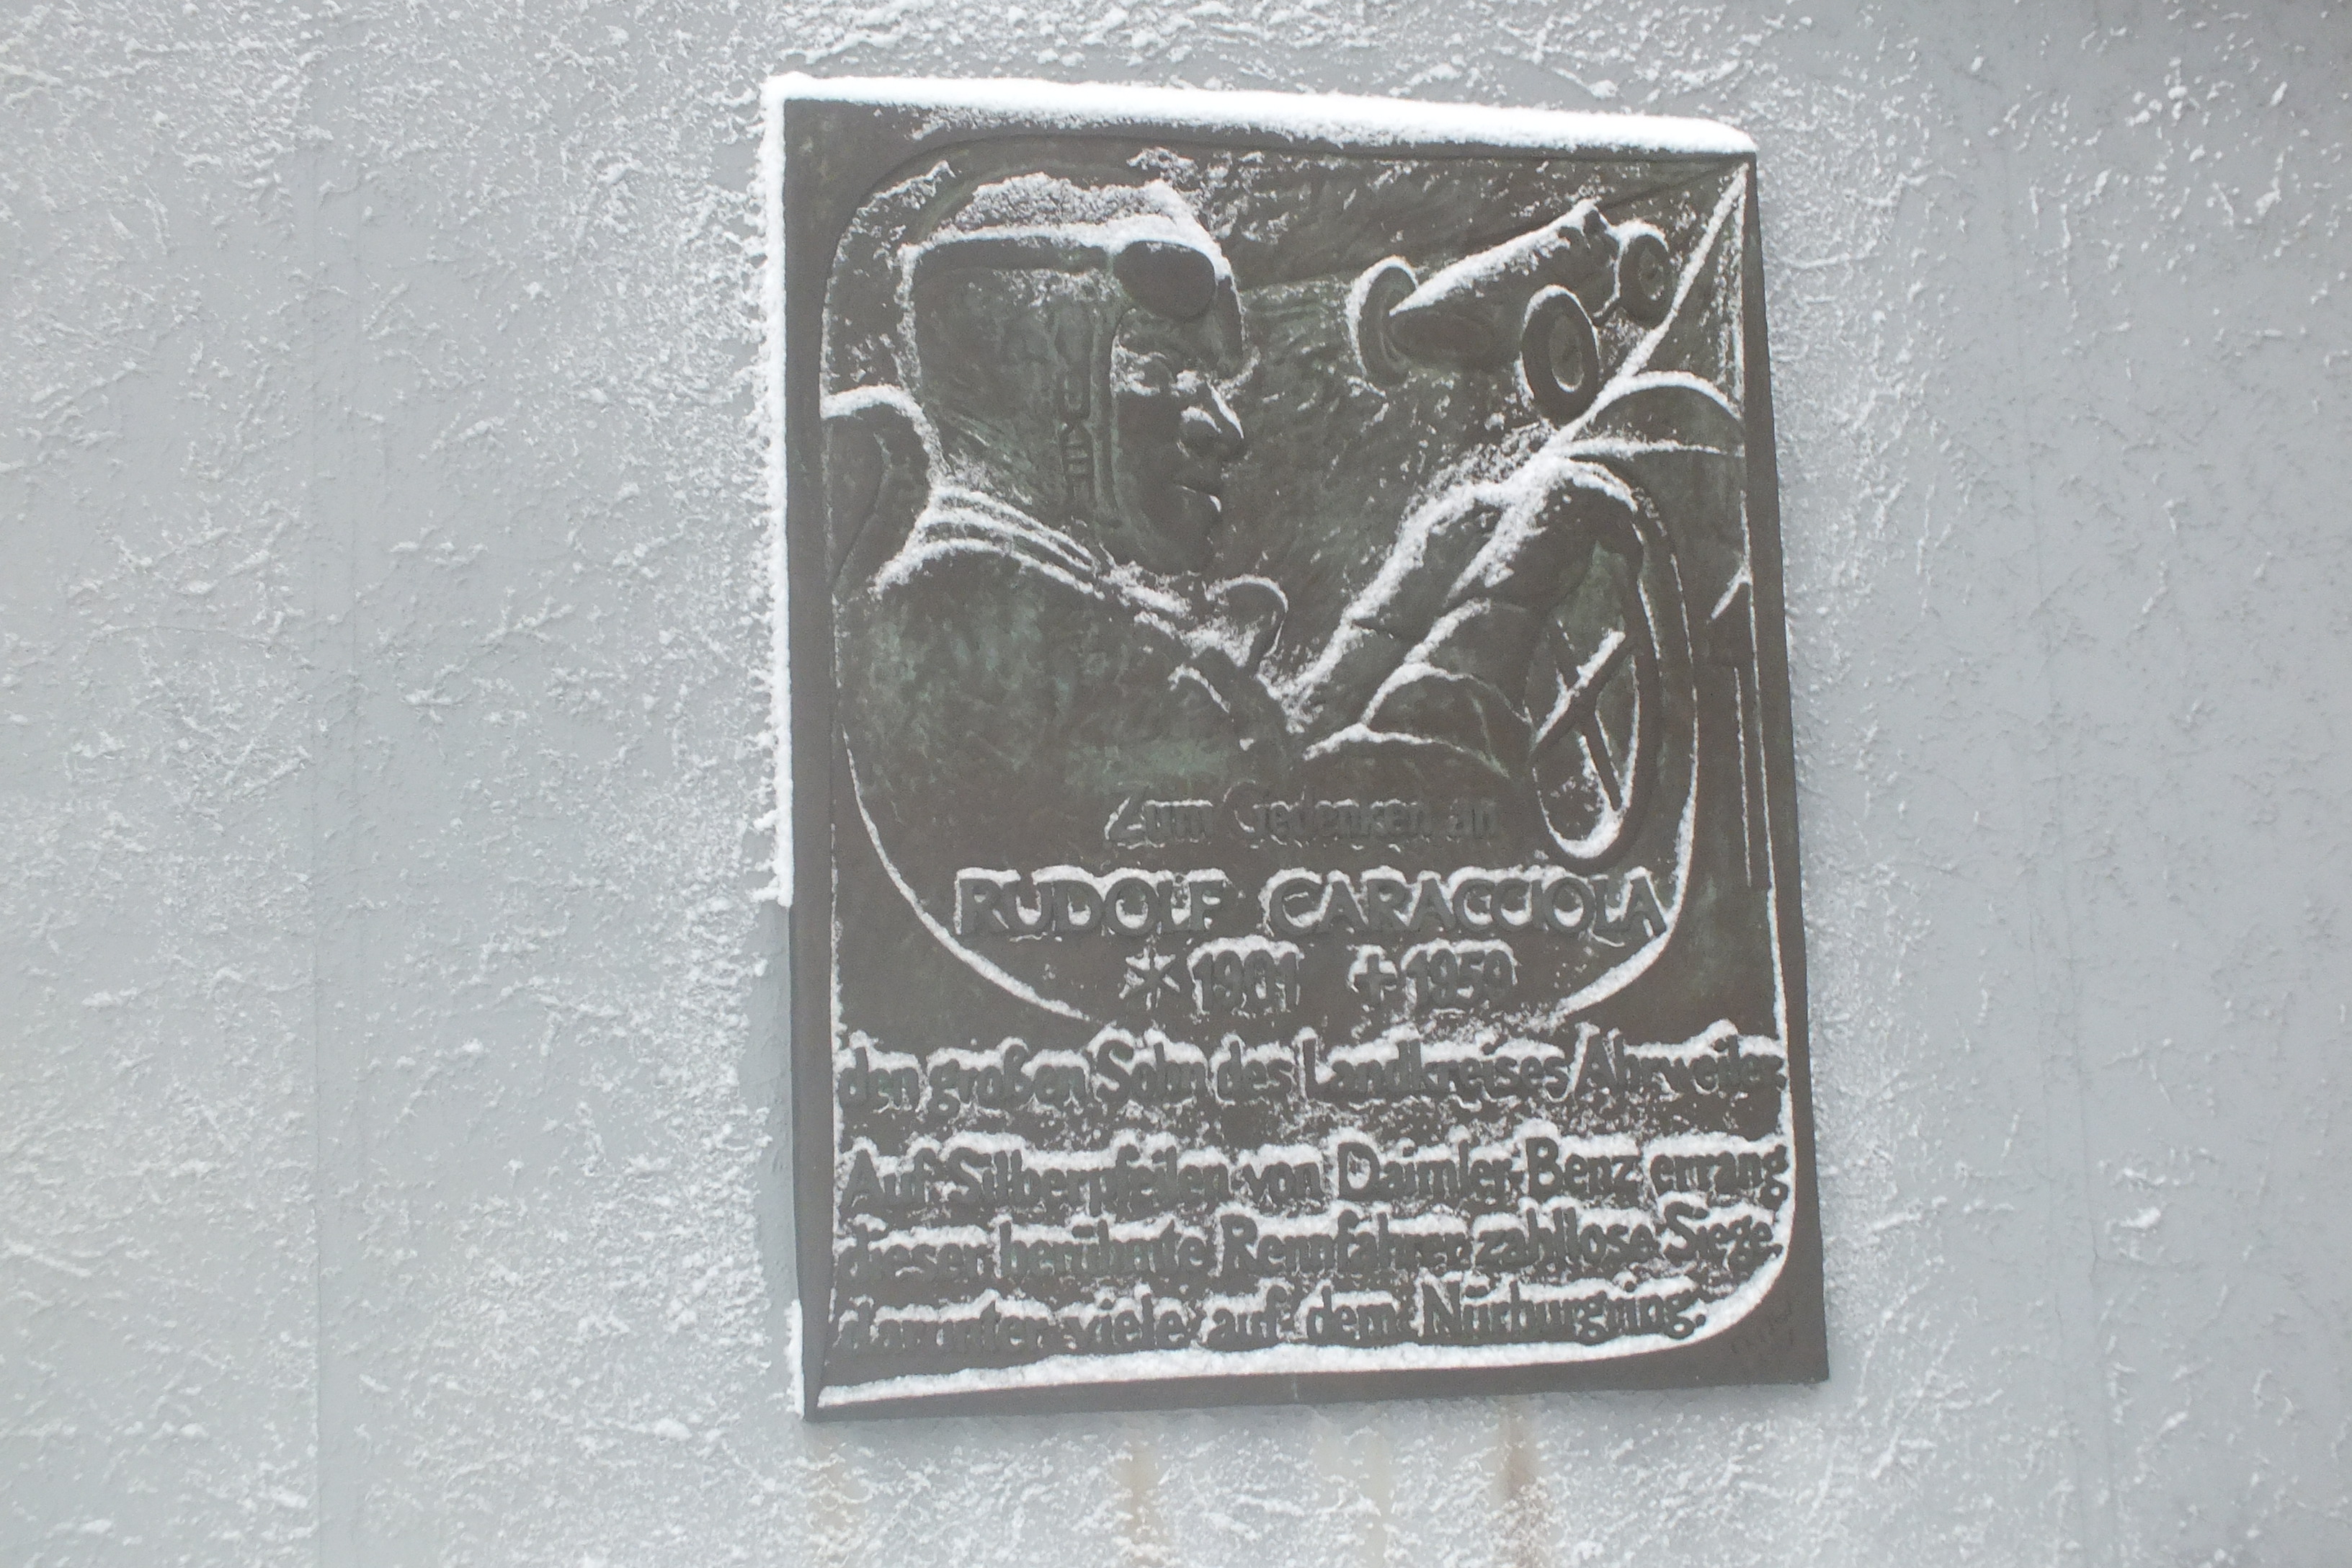 Zum Gedenken an
RUDOLF CARACCIOLA
* 1901 † 1959
den großen Sohn des Landkreises Ahrweiler
Auf Silberpfeilen von Daimler-Benz errang
dieser berühmte Rennfahrer zahllose Siege,
darunter viele auf dem Nürburgring.